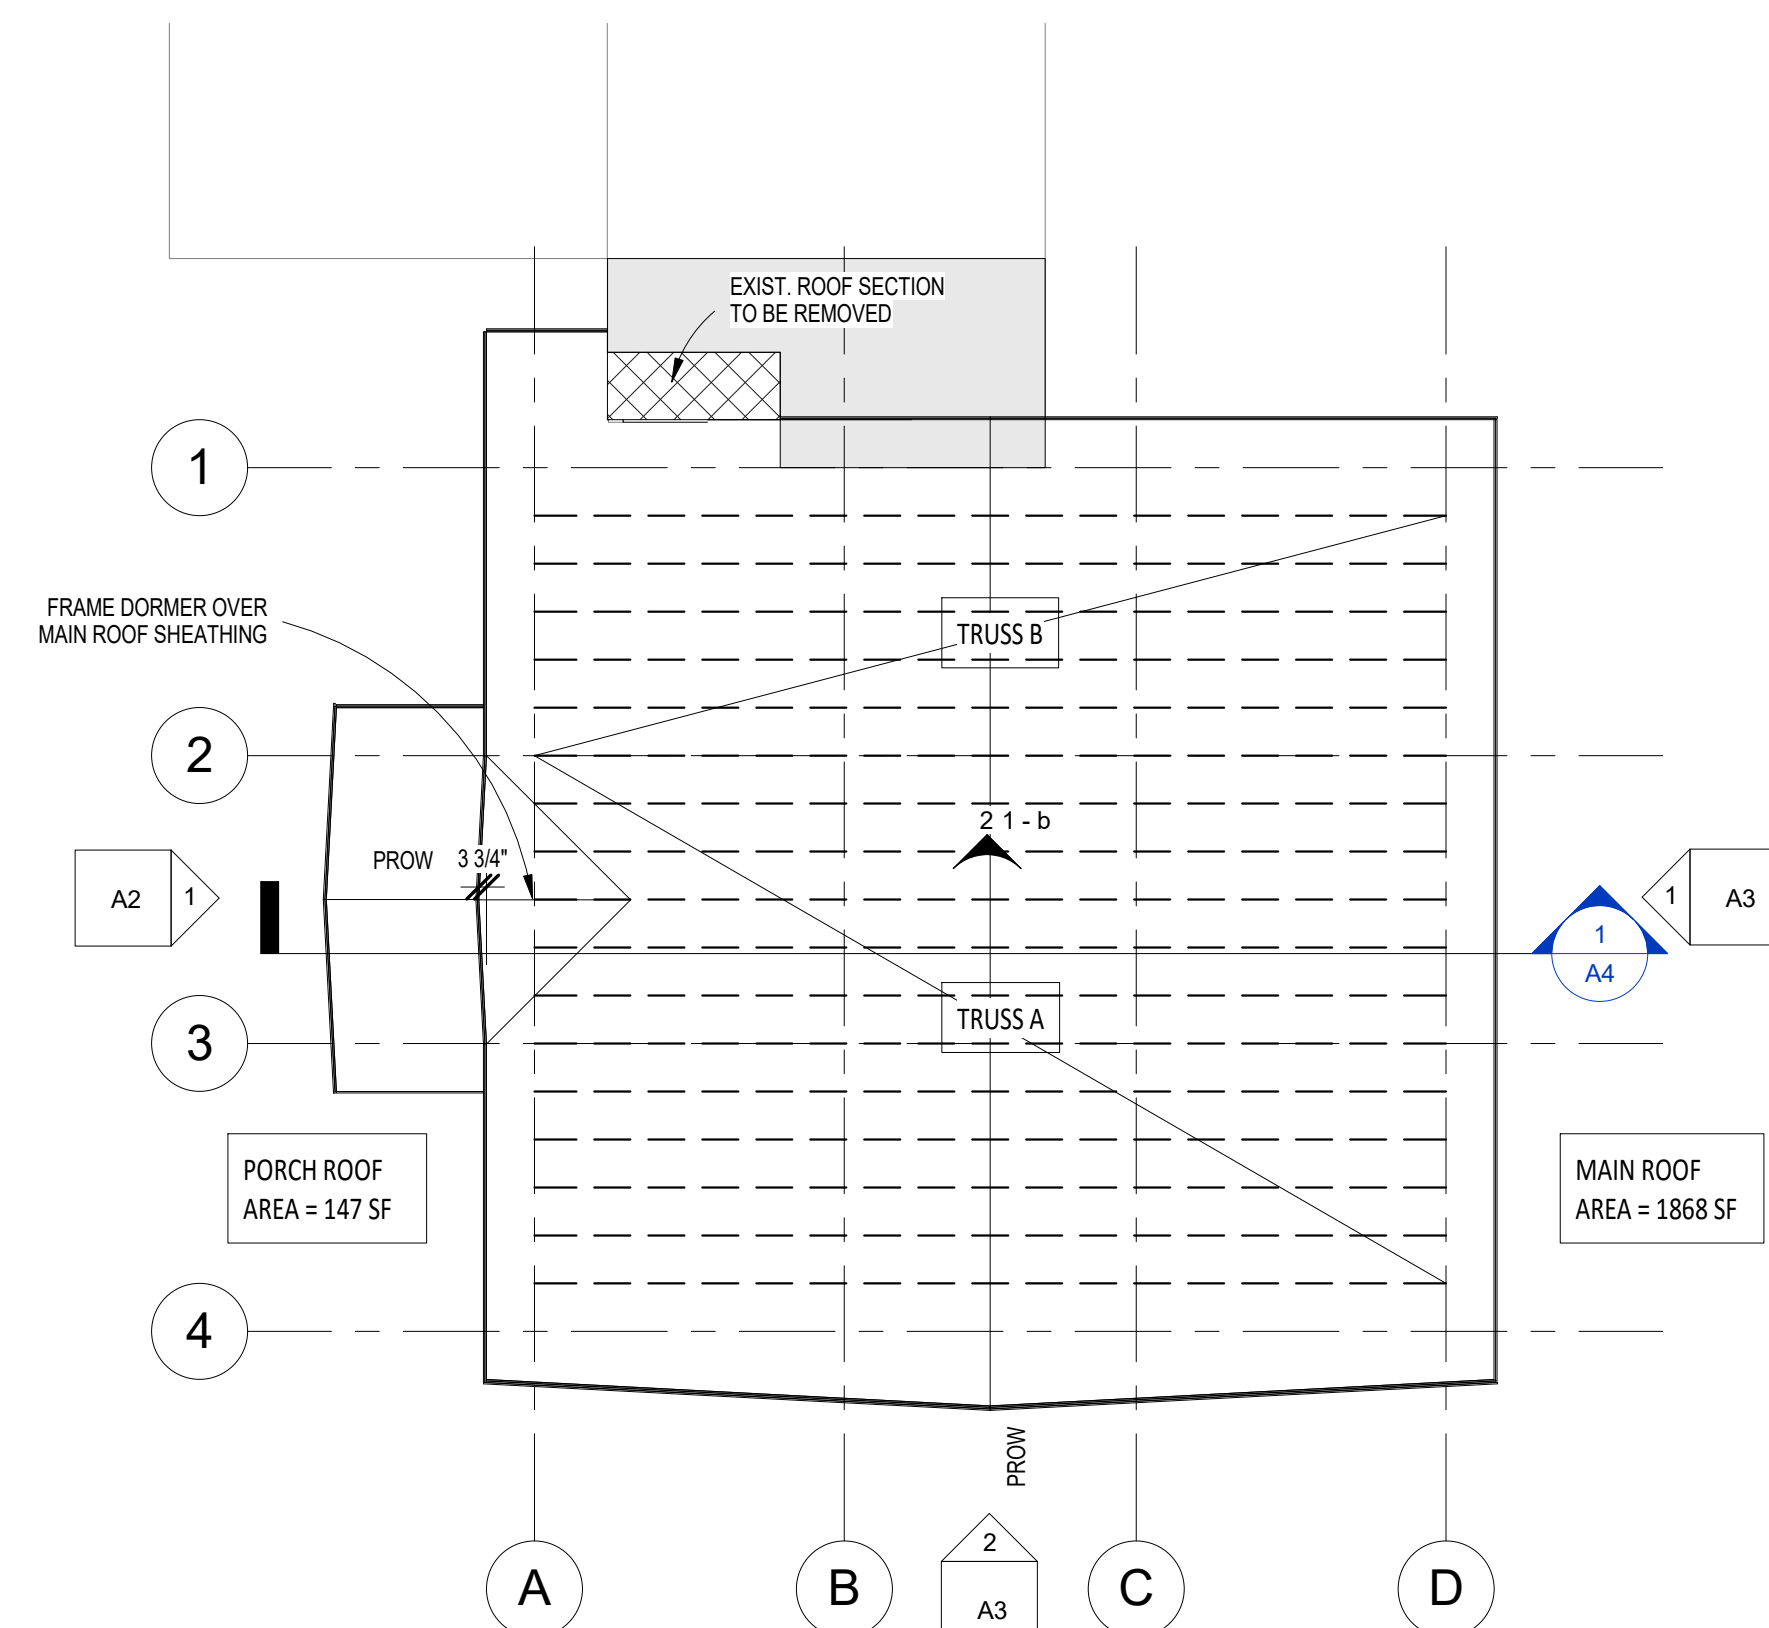 EXIST. ROOF SECTION
TO BE REMOVED
1
FRAME DORMER OVER
MAIN ROOF SHEATHING
TRUSS B
2
2 1 - b
PROW
3 3/4"
A2
1
1
A3
1
A4
TRUSS A
3
PORCH ROOF
AREA = 147 SF
MAIN ROOF
AREA = 1868 SF
4
PROW
2
A3
A
B
C
D